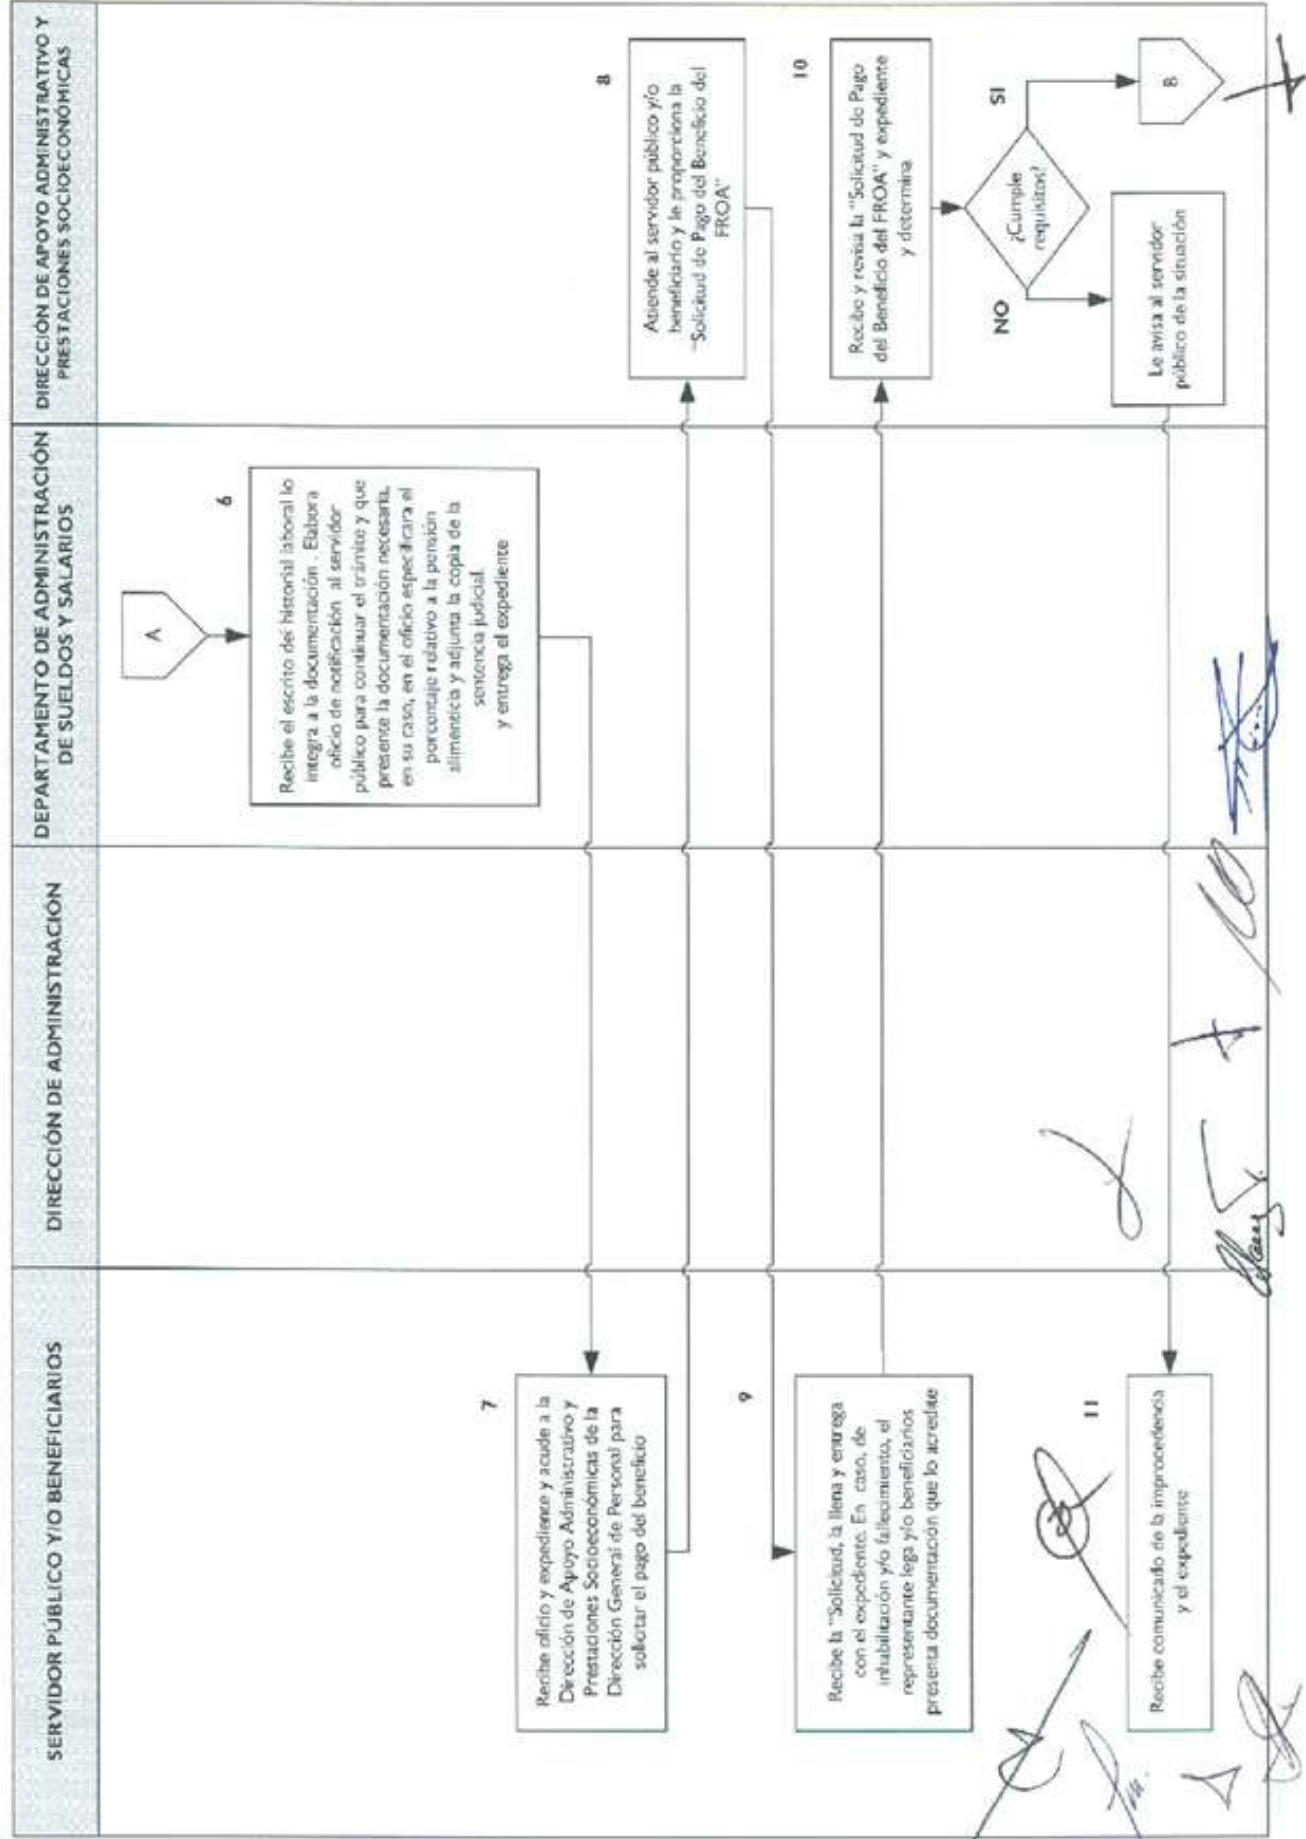 SERVIDOR PÚBLICO Y/O BENEFICIARIOS
DIRECCIÓN DE ADMINISTRACIÓN
DEPARTAMENTO DE ADMINISTRACIÓN
DE SUELDOS Y SALARIOS
DIRECCIÓN DE APOYO ADMINISTRATIVO Y
PRESTACIONES SOCIOECONÓMICAS
A
6
Recibe el escrito del historial laboral lo
integra a la documentación . Elabora
oficio de notificación al servidor
público para continuar el trámite y que
presente la documentación necesaria,
en su caso, en el oficio especificara el
porcentaje relativo a la pensión
alimenticia y adjunta la copia de la
sentencia judicial.
y entrega el expediente
7
Recibe oficio y expediente y acude a la
Dirección de Apoyo Administrativo y
Prestaciones Socioeconómicas de la
Dirección General de Personal para
solicitar el pago del beneficio
8
Atiende al servidor público y/o
beneficiario y le proporciona la
"Solicitud de Pago del Beneficio del
FROA"
9
Recibe la "Solicitud, la llena y entrega
con el expediente. En caso, de
inhabilitación y/o fallecimiento, el
representante lega y/o beneficiarios
presenta documentación que lo acredite
10
Recibe y revisa la "Solicitud de Pago
del Beneficio del FROA" y expediente
y determina
¿Cumple
requisitos?
NO
SI
Le avisa al servidor
público de la situación
B
11
Recibe comunicado de la improcedencia
y el expediente